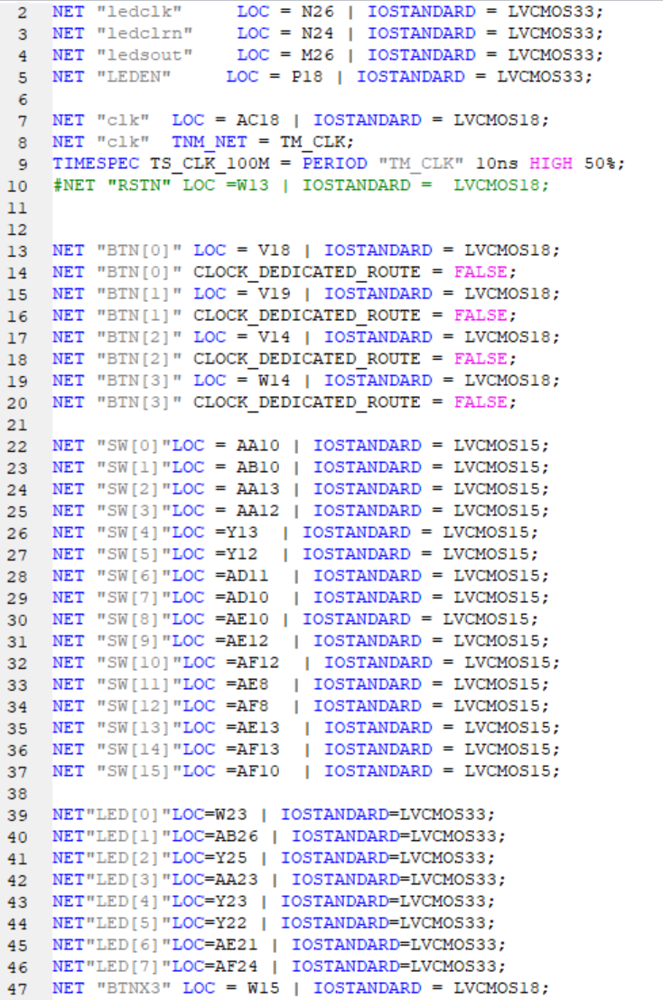 2 NET "ledclk" LOC = N26 | IOSTANDARD = LVCMOS33;
3 NET "ledclrn" LOC = N24 | IOSTANDARD = LVCMOS33;
4 NET "ledsout" LOC = M26 | IOSTANDARD = LVCMOS33;
5 NET "LEDEN" LOC = P18 | IOSTANDARD = LVCMOS33;
6
7 NET "clk" LOC = AC18 | IOSTANDARD = LVCMOS18;
8 NET "clk" TNM_NET = TM_CLK;
9 TIMESPEC TS_CLK_100M = PERIOD "TM_CLK" 10ns HIGH 50%;
10 #NET "RSTN" LOC =W13 | IOSTANDARD = LVCMOS18;
11
12
13 NET "BTN[0]" LOC = V18 | IOSTANDARD = LVCMOS18;
14 NET "BTN[0]" CLOCK_DEDICATED_ROUTE = FALSE;
15 NET "BTN[1]" LOC = V19 | IOSTANDARD = LVCMOS18;
16 NET "BTN[1]" CLOCK_DEDICATED_ROUTE = FALSE;
17 NET "BTN[2]" LOC = V14 | IOSTANDARD = LVCMOS18;
18 NET "BTN[2]" CLOCK_DEDICATED_ROUTE = FALSE;
19 NET "BTN[3]" LOC = W14 | IOSTANDARD = LVCMOS18;
20 NET "BTN[3]" CLOCK_DEDICATED_ROUTE = FALSE;
21
22 NET "SW[0]"LOC = AA10 | IOSTANDARD = LVCMOS15;
23 NET "SW[1]"LOC = AB10 | IOSTANDARD = LVCMOS15;
24 NET "SW[2]"LOC = AA13 | IOSTANDARD = LVCMOS15;
25 NET "SW[3]"LOC = AA12 | IOSTANDARD = LVCMOS15;
26 NET "SW[4]"LOC =Y13 | IOSTANDARD = LVCMOS15;
27 NET "SW[5]"LOC =Y12 | IOSTANDARD = LVCMOS15;
28 NET "SW[6]"LOC =AD11 | IOSTANDARD = LVCMOS15;
29 NET "SW[7]"LOC =AD10 | IOSTANDARD = LVCMOS15;
30 NET "SW[8]"LOC =AE10 | IOSTANDARD = LVCMOS15;
31 NET "SW[9]"LOC =AE12 | IOSTANDARD = LVCMOS15;
32 NET "SW[10]"LOC =AF12 | IOSTANDARD = LVCMOS15;
33 NET "SW[11]"LOC =AE8 | IOSTANDARD = LVCMOS15;
34 NET "SW[12]"LOC =AF8 | IOSTANDARD = LVCMOS15;
35 NET "SW[13]"LOC =AE13 | IOSTANDARD = LVCMOS15;
36 NET "SW[14]"LOC =AF13 | IOSTANDARD = LVCMOS15;
37 NET "SW[15]"LOC =AF10 | IOSTANDARD = LVCMOS15;
38
39 NET"LED[0]"LOC=W23 | IOSTANDARD=LVCMOS33;
40 NET"LED[1]"LOC=AB26 | IOSTANDARD=LVCMOS33;
41 NET"LED[2]"LOC=Y25 | IOSTANDARD=LVCMOS33;
42 NET"LED[3]"LOC=AA23 | IOSTANDARD=LVCMOS33;
43 NET"LED[4]"LOC=Y23 | IOSTANDARD=LVCMOS33;
44 NET"LED[5]"LOC=Y22 | IOSTANDARD=LVCMOS33;
45 NET"LED[6]"LOC=AE21 | IOSTANDARD=LVCMOS33;
46 NET"LED[7]"LOC=AF24 | IOSTANDARD=LVCMOS33;
47 NET "BTNX3" LOC = W15 | IOSTANDARD = LVCMOS18;